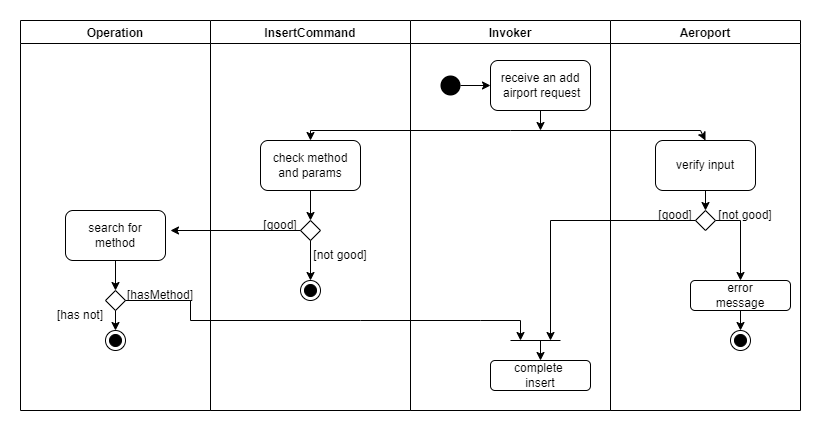 Operation
InsertCommand
Invoker
Aeroport
receive an add
airport request
check method
and params
verify input
search for
method
[good]
[not good]
[good]
[not good]
[hasMethod]
[has not]
error
message
complete
insert